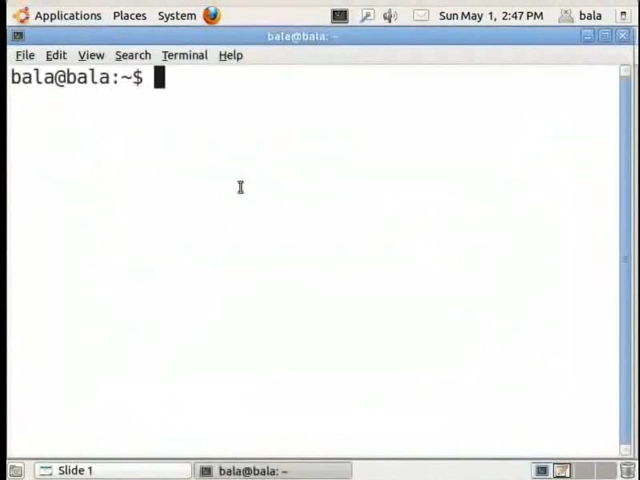 Applications Places System Sun May 1, 2:47 PM bala
bala@bala: ~
File Edit View Search Terminal Help
bala@bala:~$
Slide 1 bala@bala: ~